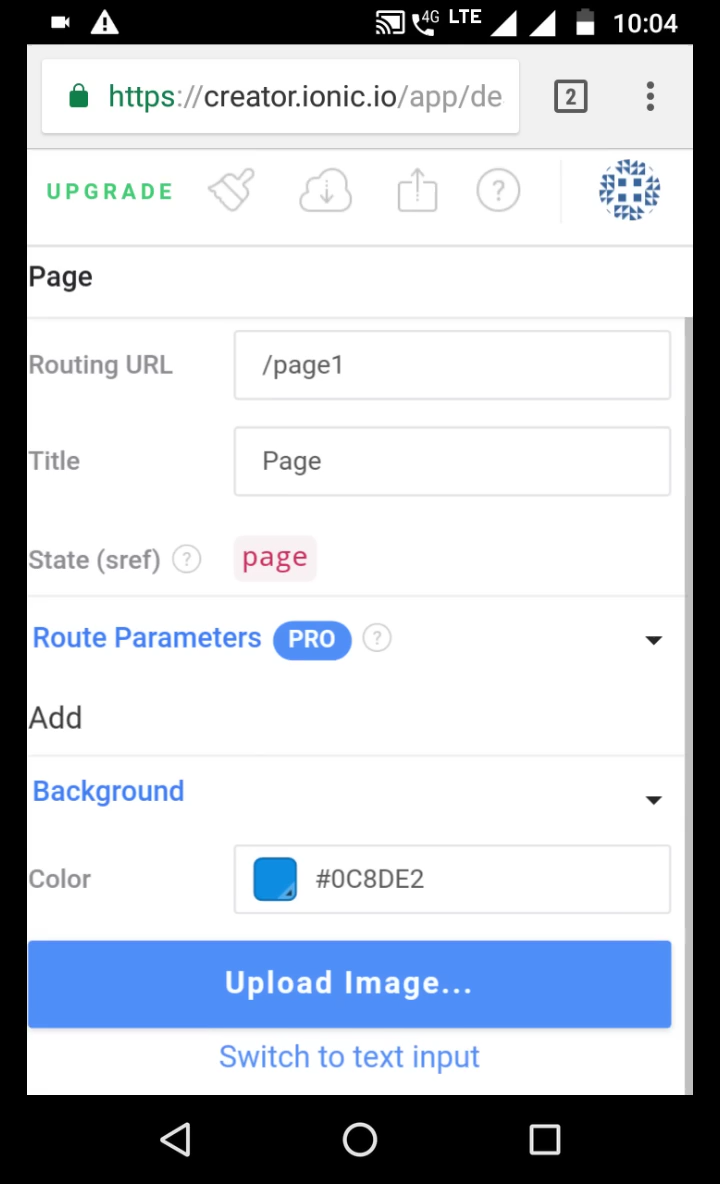 4G LTE 10:04
https://creator.ionic.io/app/de
2
UPGRADE
?
Page
Routing URL /page1
Title Page
State (sref) ? page
Route Parameters PRO ?
Add
Background
Color #0C8DE2
Upload Image...
Switch to text input